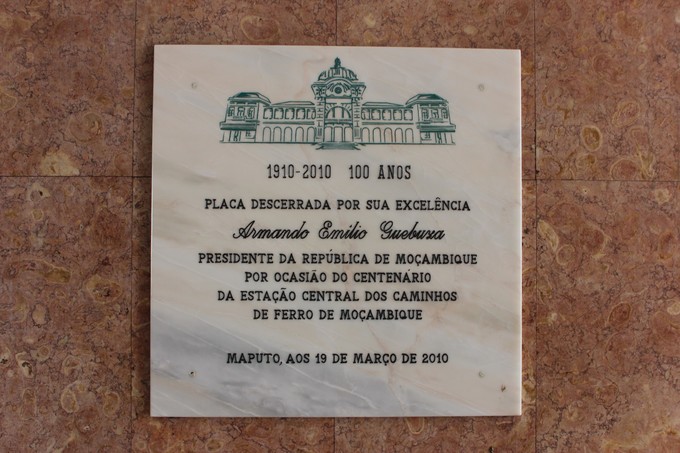 1910-2010 100 ANOS
PLACA DESCERRADA POR SUA EXCELÊNCIA
Armando Emilio Guebuza
PRESIDENTE DA REPÚBLICA DE MOÇAMBIQUE
POR OCASIÃO DO CENTENÁRIO
DA ESTAÇÃO CENTRAL DOS CAMINHOS
DE FERRO DE MOÇAMBIQUE
MAPUTO, AOS 19 DE MARÇO DE 2010